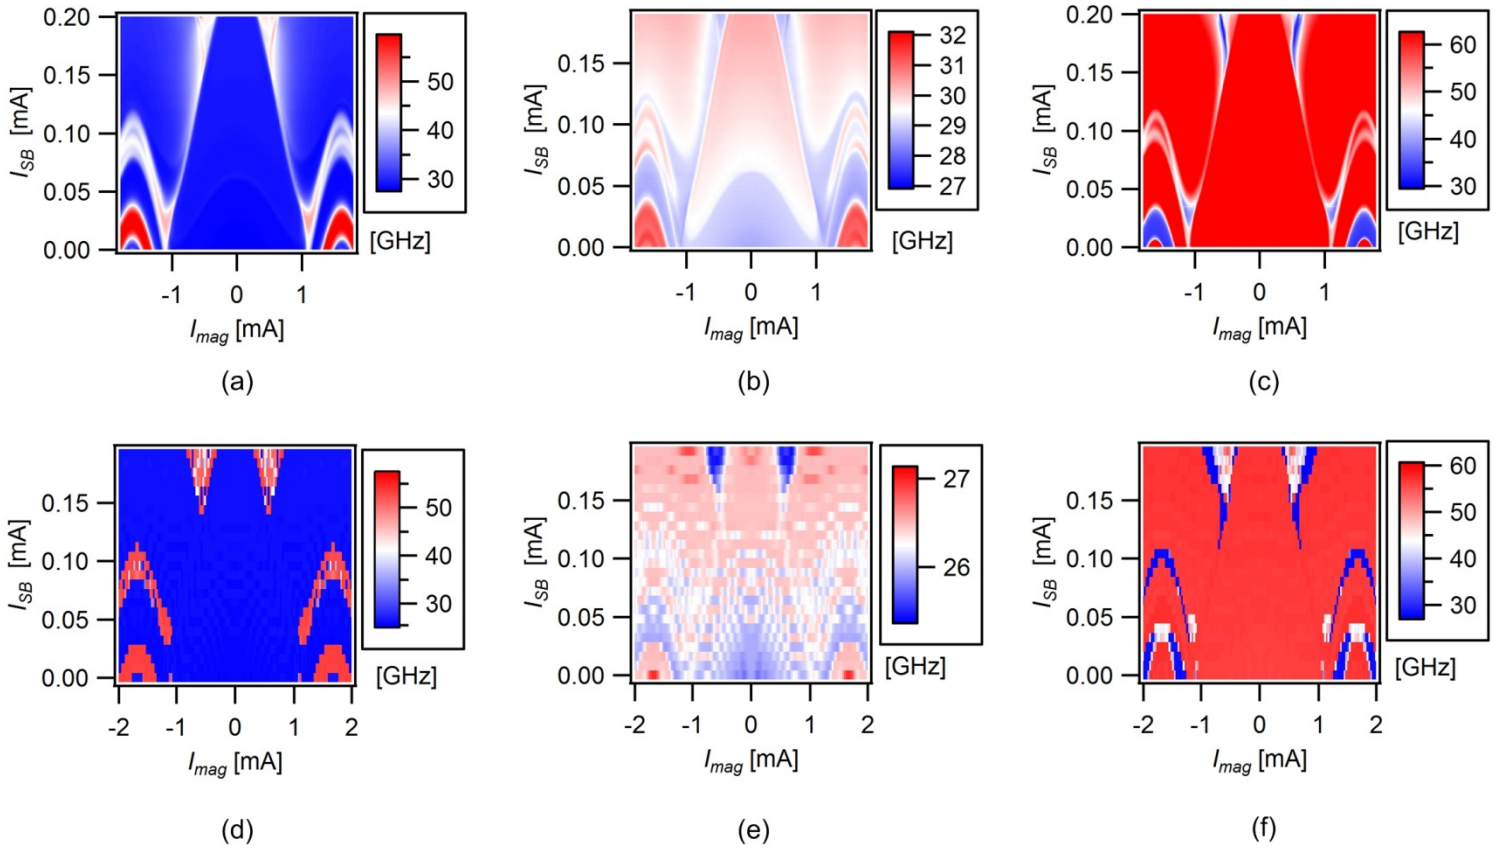 0.20
0.15
0.10
0.05
0.00
I_SB [mA]
-1 0 1
I_mag [mA]
50
40
30
[GHz]
(a)
0.15
0.10
0.05
0.00
I_SB [mA]
-1 0 1
I_mag [mA]
32
31
30
29
28
27
[GHz]
(b)
0.20
0.15
0.10
0.05
0.00
I_SB [mA]
-1 0 1
I_mag [mA]
60
50
40
30
[GHz]
(c)
0.15
0.10
0.05
0.00
I_SB [mA]
-2 -1 0 1 2
I_mag [mA]
50
40
30
[GHz]
(d)
0.15
0.10
0.05
0.00
I_SB [mA]
-2 -1 0 1 2
I_mag [mA]
27
26
[GHz]
(e)
0.15
0.10
0.05
0.00
I_SB [mA]
-2 -1 0 1 2
I_mag [mA]
60
50
40
30
[GHz]
(f)